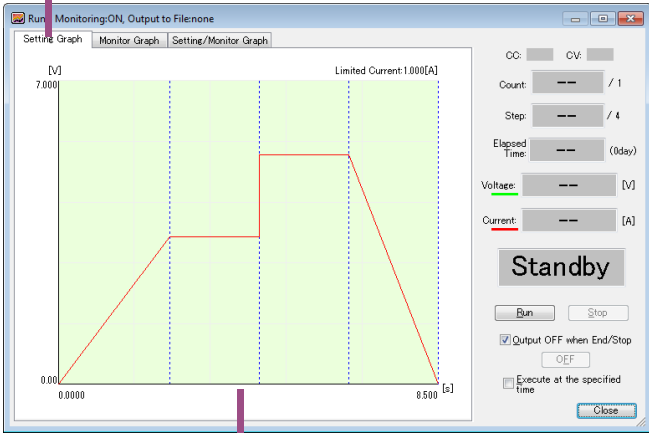 Run - Monitoring:ON, Output to File:none
Setting Graph Monitor Graph Setting/Monitor Graph
[V] Limited Current:1.000[A]
7.000
0.00
0.0000 8.500 [s]
CC: CV:
Count: -- / 1
Step: -- / 4
Elapsed Time: -- (0day)
Voltage: -- [V]
Current: -- [A]
Standby
Run Stop
Output OFF when End/Stop
OFF
Execute at the specified
time
Close